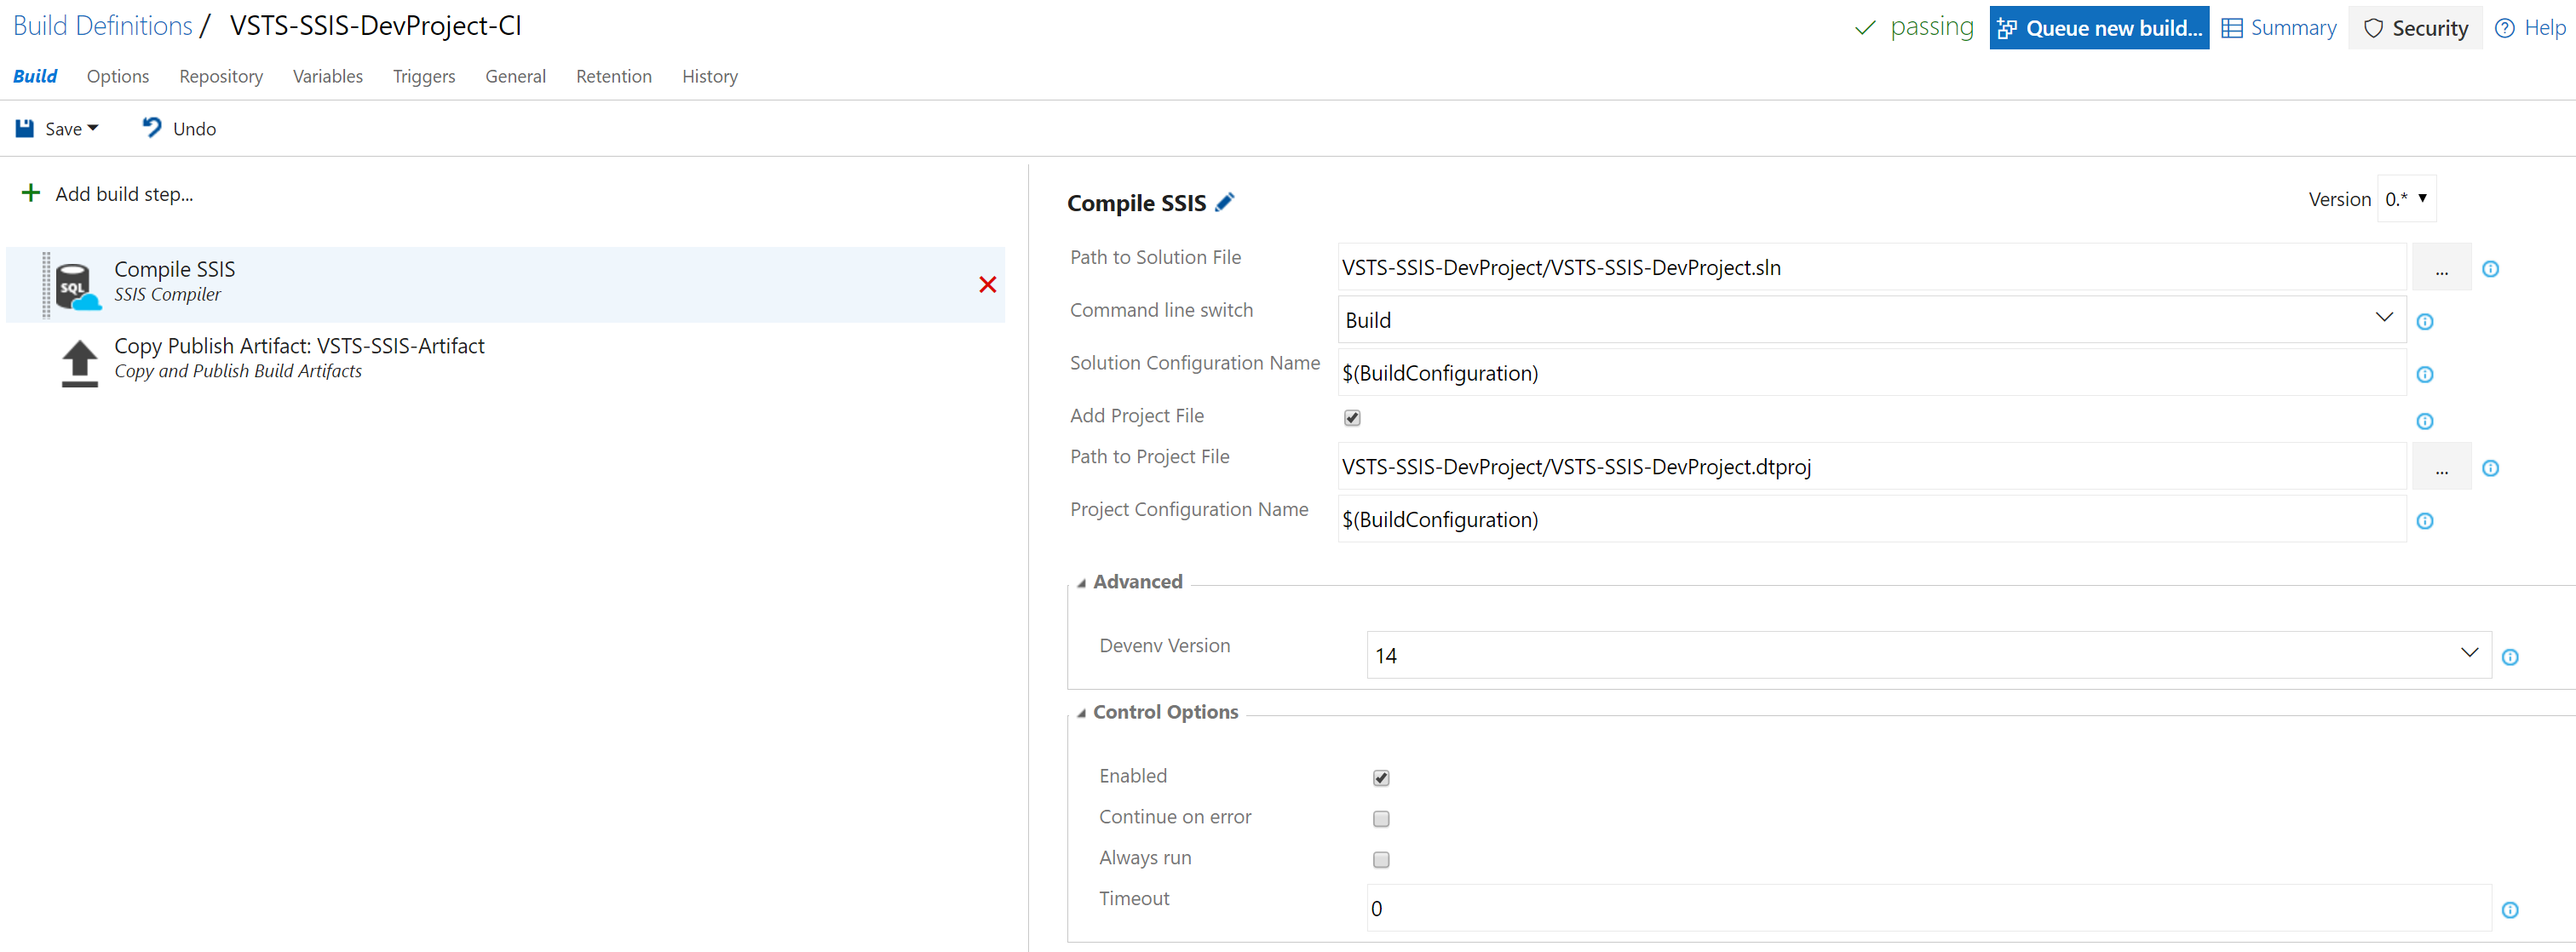 Build Definitions / VSTS-SSIS-DevProject-CI
passing
Queue new build...
Summary
Security
Help
Build Options Repository Variables Triggers General Retention History
Save Undo
Add build step...
Compile SSIS
SSIS Compiler
SQL
Copy Publish Artifact: VSTS-SSIS-Artifact
Copy and Publish Build Artifacts
Compile SSIS
Version 0.*
Path to Solution File VSTS-SSIS-DevProject/VSTS-SSIS-DevProject.sln ...
Command line switch Build
Solution Configuration Name $(BuildConfiguration)
Add Project File
Path to Project File VSTS-SSIS-DevProject/VSTS-SSIS-DevProject.dtproj ...
Project Configuration Name $(BuildConfiguration)
Advanced
Devenv Version 14
Control Options
Enabled
Continue on error
Always run
Timeout 0